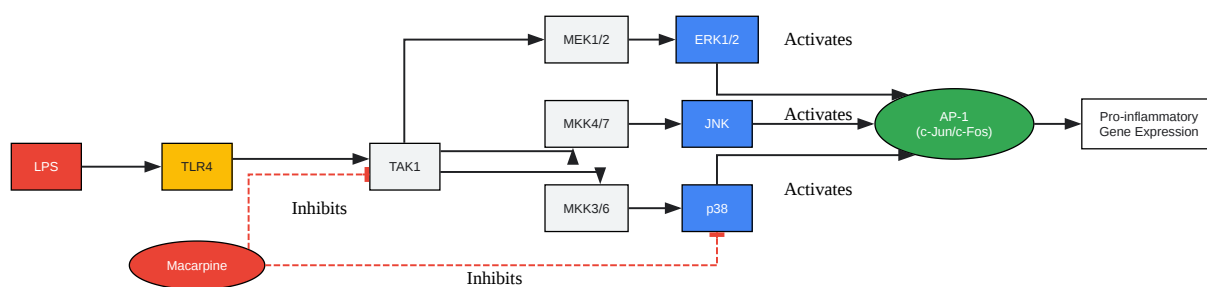 MEK1/2
ERK1/2
Activates
MKK4/7
JNK
Activates
AP-1
(c-Jun/c-Fos)
Pro-inflammatory
Gene Expression
LPS
TLR4
TAK1
MKK3/6
p38
Activates
Inhibits
Macarpine
Inhibits